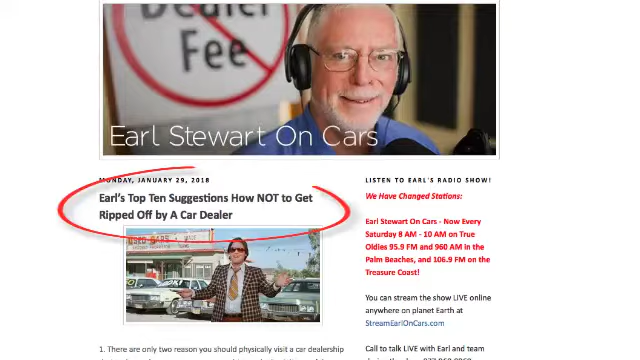 Dealer
Fee
Earl Stewart On Cars
MONDAY, JANUARY 29, 2018
Earl's Top Ten Suggestions How NOT to Get
Ripped Off by A Car Dealer
USED CARS
1. There are only two reason you should physically visit a car dealership
LISTEN TO EARL'S RADIO SHOW!
We Have Changed Stations:
Earl Stewart On Cars - Now Every
Saturday 8 AM - 10 AM on True
Oldies 95.9 FM and 960 AM in the
Palm Beaches, and 106.9 FM on the
Treasure Coast!
You can stream the show LIVE online
anywhere on planet Earth at
StreamEarlOnCars.com
Call to talk LIVE with Earl and team